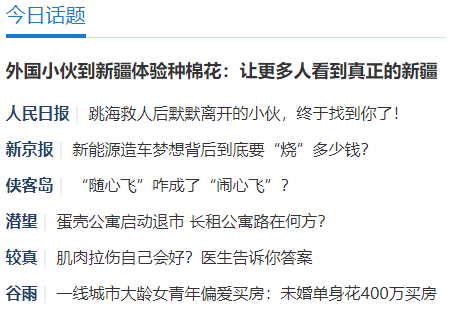 今日话题
外国小伙到新疆体验种棉花：让更多人看到真正的新疆
人民日报 | 跳海救人后默默离开的小伙，终于找到你了！
新京报 | 新能源造车梦想背后到底要“烧”多少钱？
侠客岛 | “随心飞”咋成了“闹心飞”？
潜望 | 蛋壳公寓启动退市 长租公寓路在何方？
较真 | 肌肉拉伤自己会好？医生告诉你答案
谷雨 | 一线城市大龄女青年偏爱买房：未婚单身花400万买房